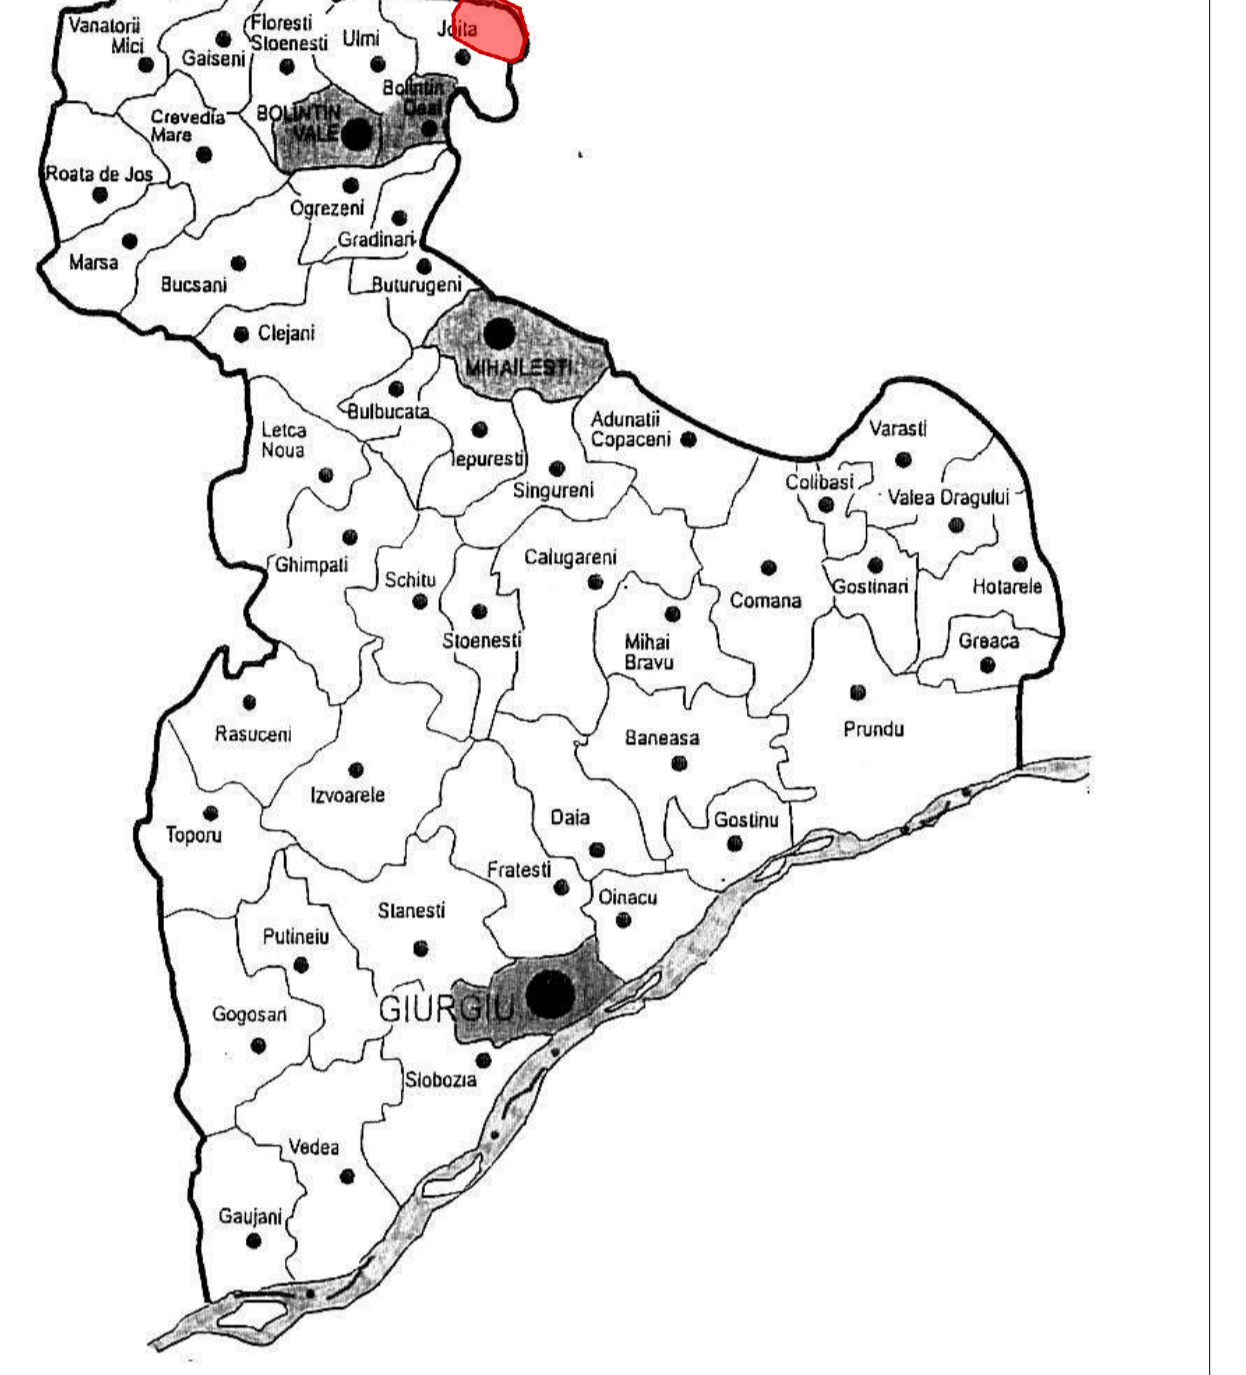 Vanatorii
Mici
Gaiseni
Floresti
Stoenesti
Ulmi
Joita
Bolintin
Deal
BOLINTIN
VALE
Crevedia
Mare
Roata de Jos
Ogrezeni
Gradinari
Marsa
Bucsani
Buturugeni
Clejani
MIHAILESTI
Bulbucata
Letca
Noua
Iepuresti
Singureni
Adunatii
Copaceni
Varasti
Colibasi
Valea Dragului
Ghimpati
Schitu
Calugareni
Stoenesti
Comana
Gostinari
Hotarele
Mihai
Bravu
Greaca
Rasuceni
Baneasa
Prundu
Izvoarele
Toporu
Daia
Gostinu
Fratesti
Oinacu
Stanesti
Putineiu
GIURGIU
Gogosari
Slobozia
Vedea
Gaujani